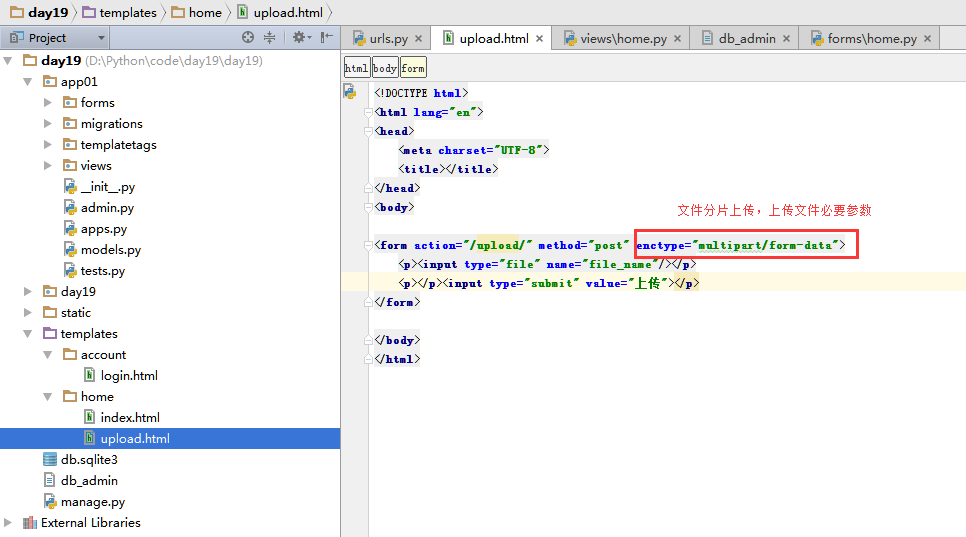 day19 templates home upload.html
Project
urls.py upload.html views\home.py db_admin forms\home.py
html body form
day19 (D:\Python\code\day19\day19)
app01
forms
migrations
templatetags
views
__init__.py
admin.py
apps.py
models.py
tests.py
day19
static
templates
account
login.html
home
index.html
upload.html
db.sqlite3
db_admin
manage.py
External Libraries
<!DOCTYPE html>
<html lang="en">
<head>
<meta charset="UTF-8">
<title></title>
</head>
<body>
文件分片上传，上传文件必要参数
<form action="/upload/" method="post" enctype="multipart/form-data">
<p><input type="file" name="file_name"/></p>
<p></p><input type="submit" value="上传"></p>
</form>
</body>
</html>